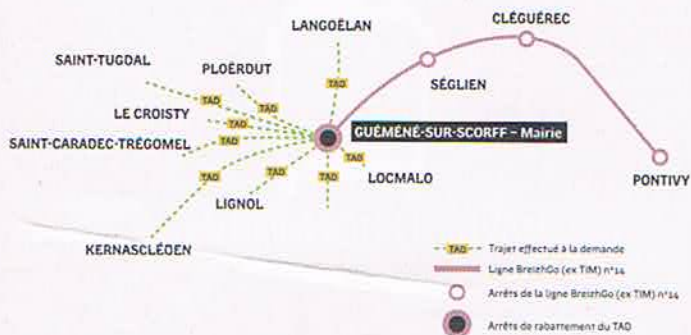 CLÉGUÉREC
LANGOËLAN
SAINT-TUGDAL
PLOËRDUT
SÉGLIEN
TAD
TAD
TAD
LE CROISTY
TAD
SAINT-CARADEC-TRÉGOMEL
TAD
GUÉMÉNÉ-SUR-SCORFF – Mairie
TAD
LOCMALO
PONTIVY
TAD
TAD
TAD
LIGNOL
KERNASCLÉDEN
TAD Trajet effectué à la demande
Ligne BreizhGo (ex TIM) n°14
Arrêts de la ligne BreizhGo (ex TIM) n°14
Arrêts de rabattement du TAD